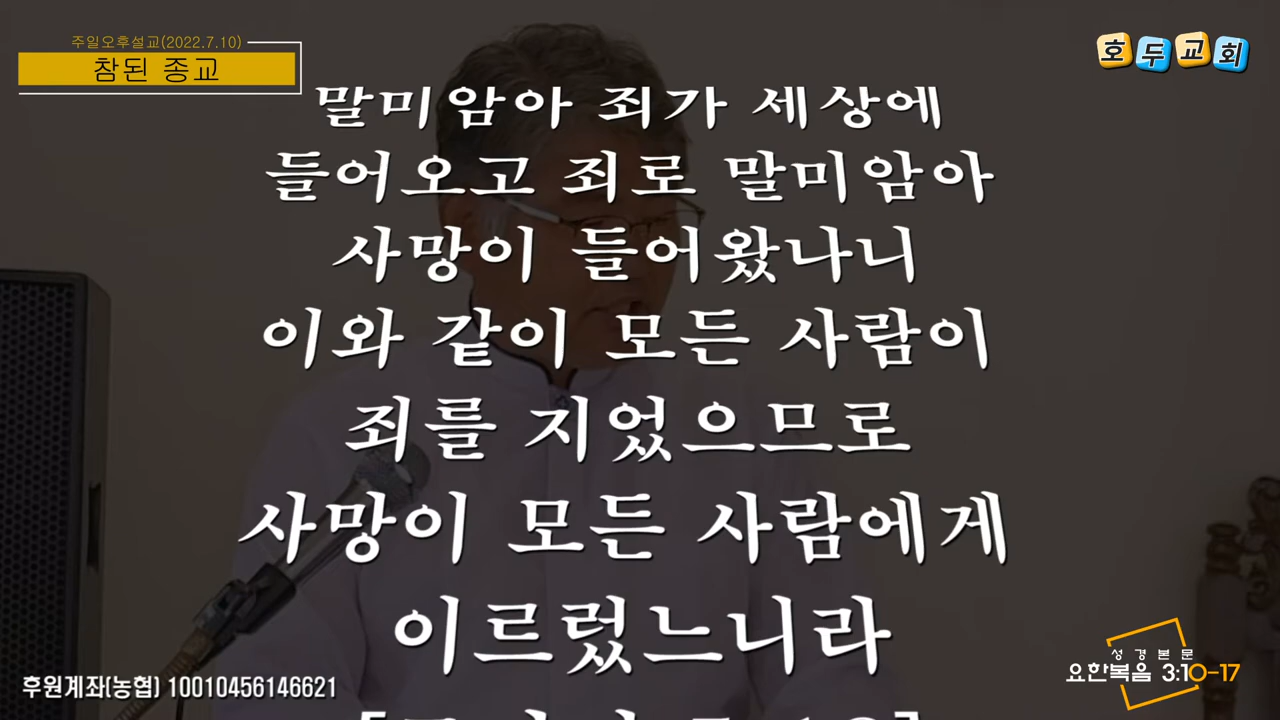 주일오후설교(2022.7.10)
참된 종교
호두교회
말미암아 죄가 세상에
들어오고 죄로 말미암아
사망이 들어왔나니
이와 같이 모든 사람이
죄를 지었으므로
사망이 모든 사람에게
이르렀느니라
성경본문
요한복음 3:10-17
후원계좌(농협) 10010456146621